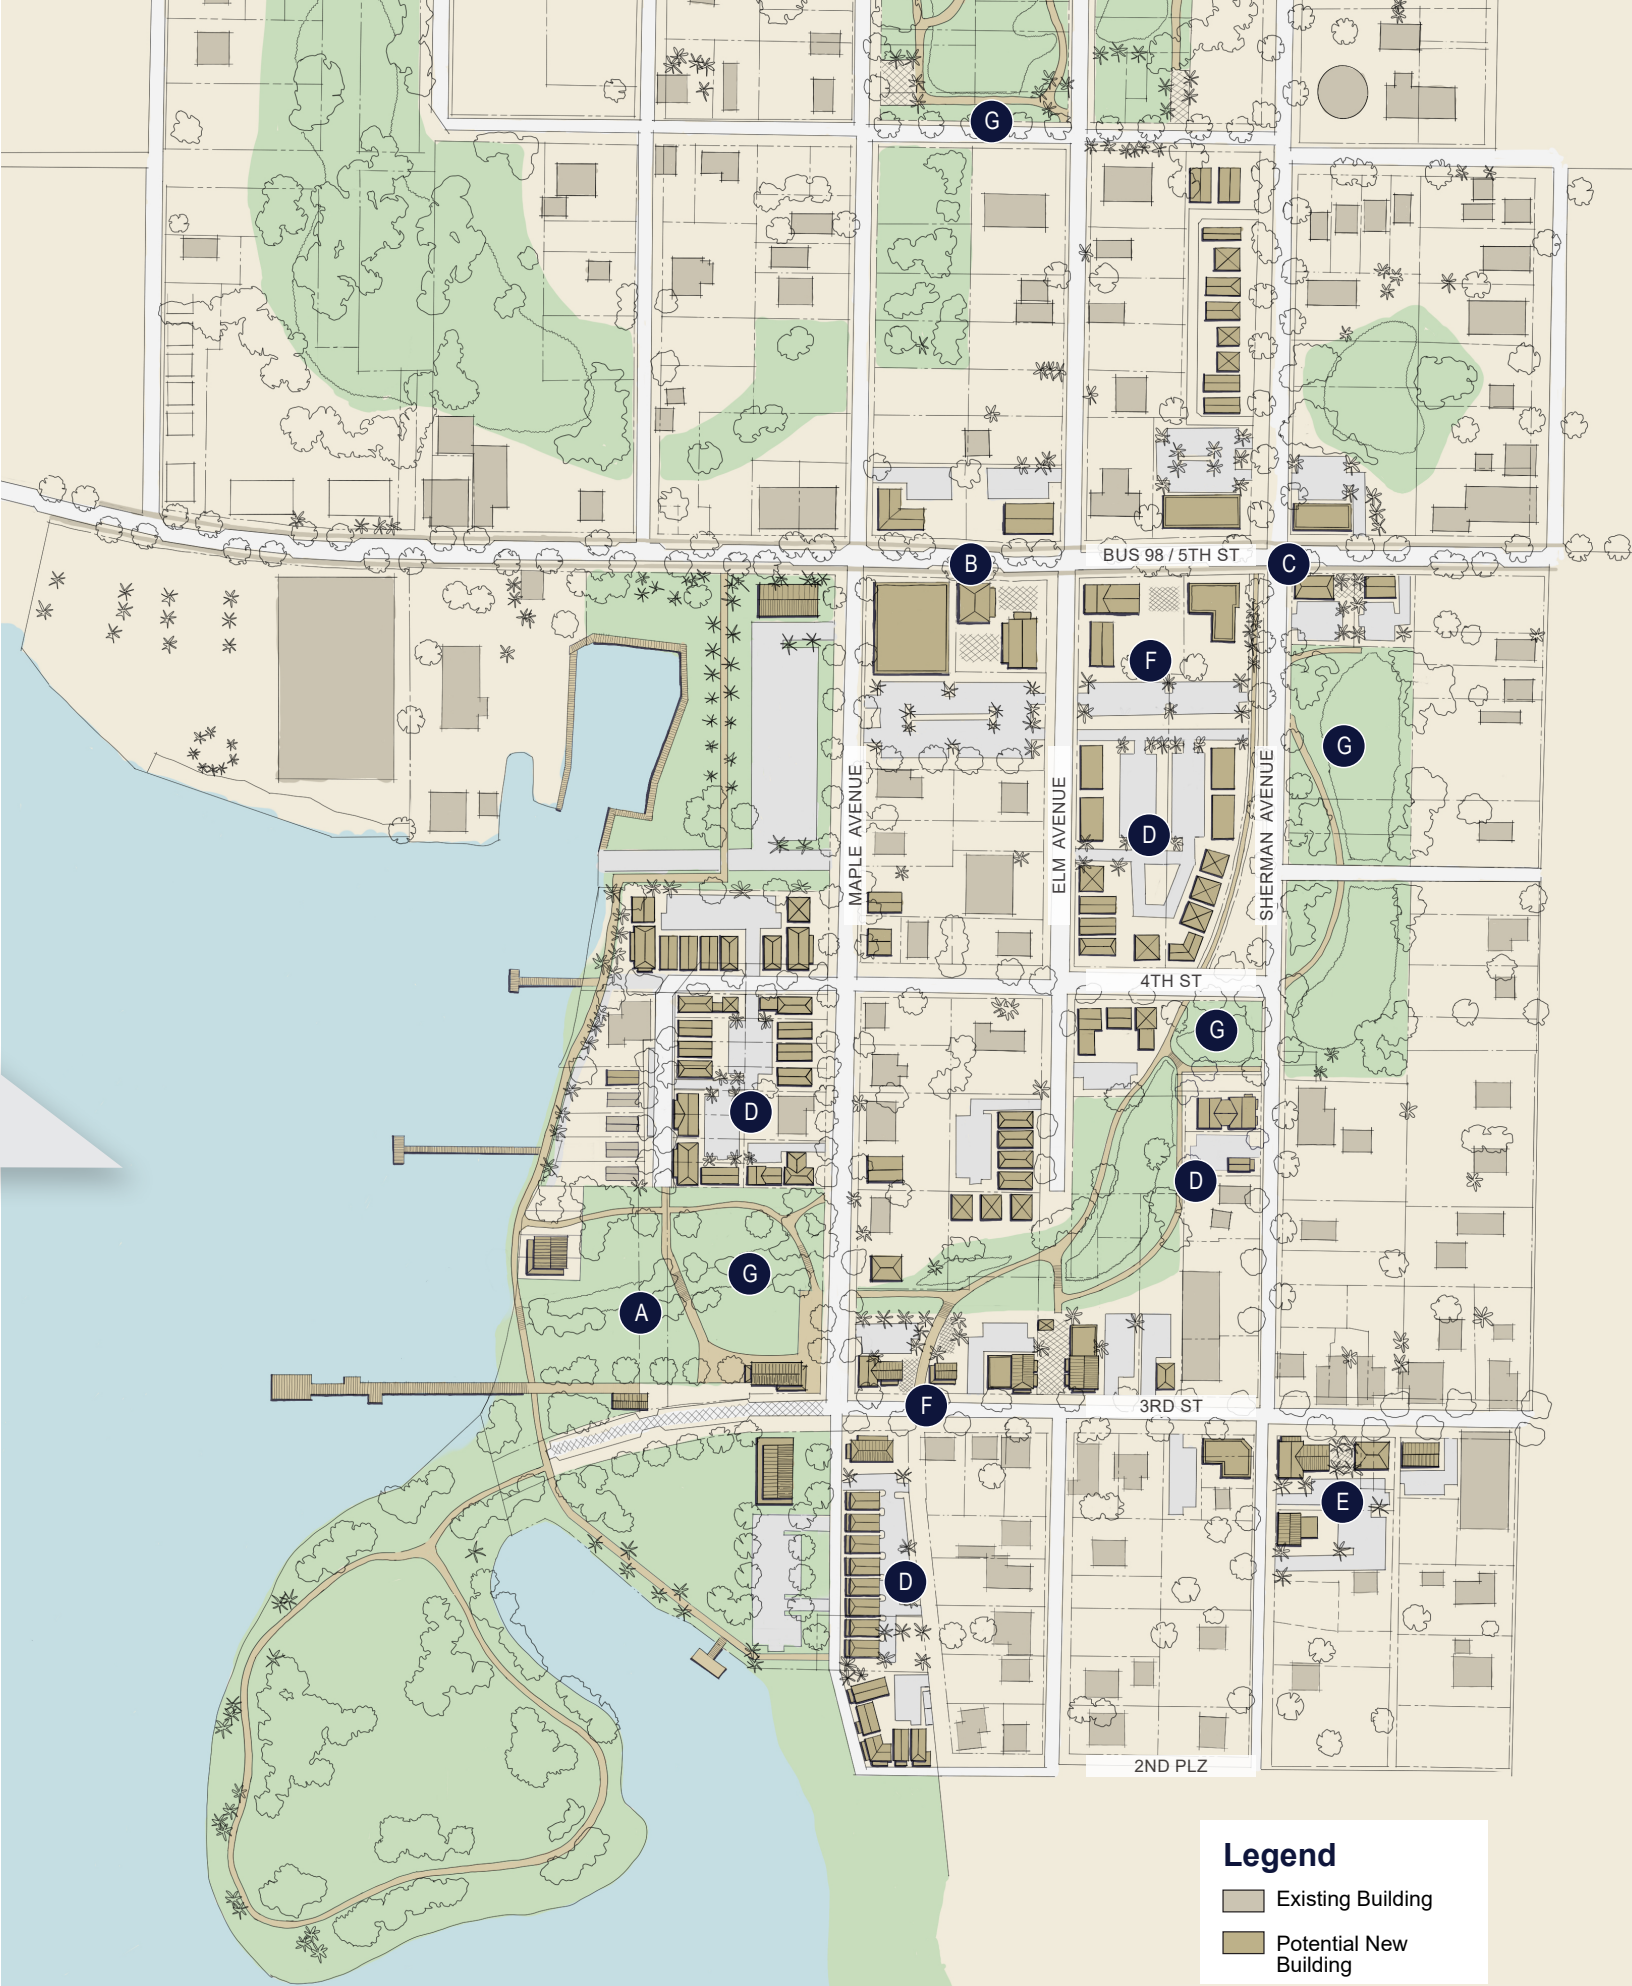 G
BUS 98 / 5TH ST
B
C
F
G
MAPLE AVENUE
ELM AVENUE
SHERMAN AVENUE
D
4TH ST
G
D
D
G
A
3RD ST
F
E
D
2ND PLZ
Legend
Existing Building
Potential New
Building